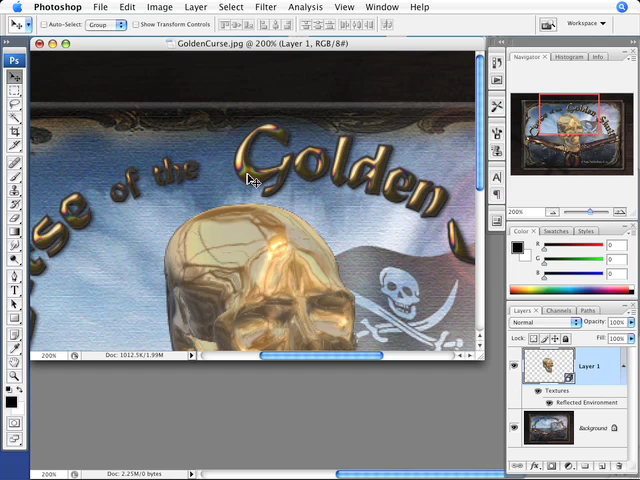 Photoshop File Edit Image Layer Select Filter Analysis View Window Help
Auto-Select: Group Show Transform Controls Workspace
GoldenCurse.jpg @ 200% (Layer 1, RGB/8#)
Ps
Navigator Histogram Info
rse of the Golden
200%
Color Swatches Styles
R 0
G 0
B 0
Layers Channels Paths
Normal Opacity: 100%
Lock: Fill: 100%
Layer 1
Textures
Reflected Environment
Background
200% Doc: 1012.5K/1.99M
200% Doc: 2.25M/0 bytes